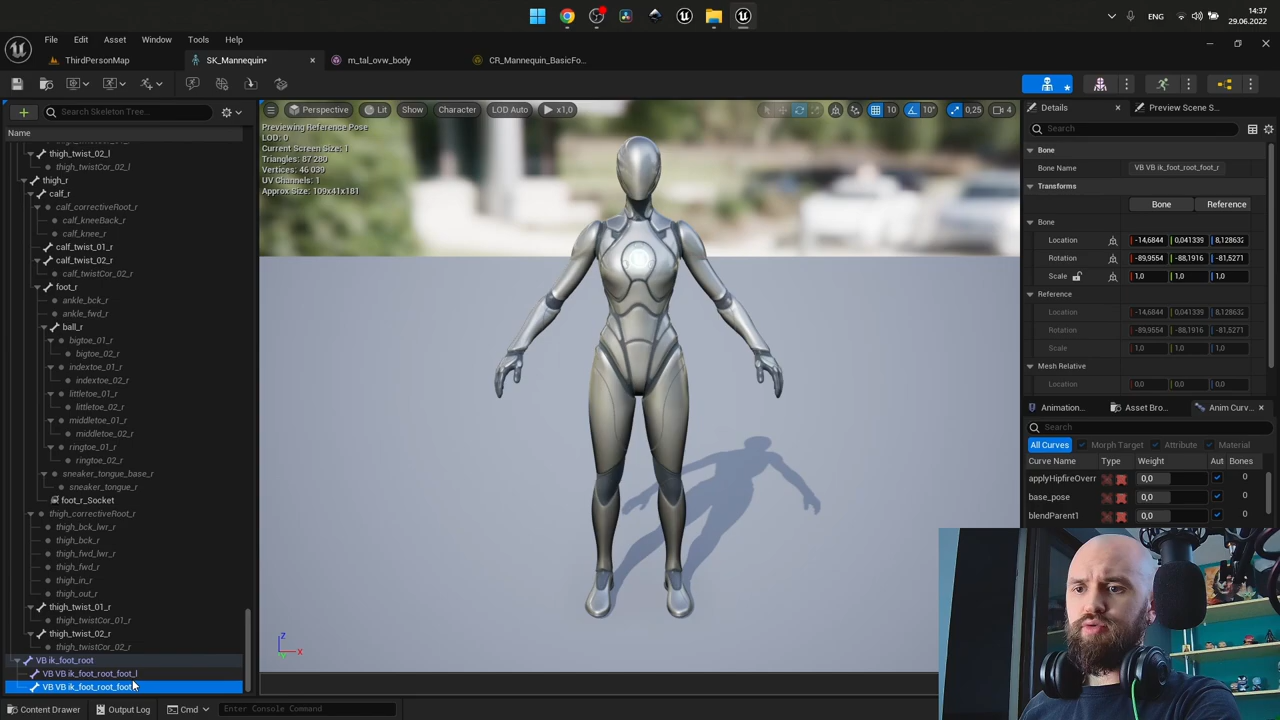 14:37
ENG
29.06.2022
File Edit Asset Window Tools Help
ThirdPersonMap
SK_Mannequin*
m_tal_ovw_body
CR_Mannequin_BasicFo...
Search Skeleton Tree...
Name
thigh_twist_02_l
thigh_twistCor_02_l
thigh_r
calf_r
calf_correctiveRoot_r
calf_kneeBack_r
calf_knee_r
calf_twist_01_r
calf_twist_02_r
calf_twistCor_02_r
foot_r
ankle_bck_r
ankle_fwd_r
ball_r
bigtoe_01_r
bigtoe_02_r
indextoe_01_r
indextoe_02_r
littletoe_01_r
littletoe_02_r
middletoe_01_r
middletoe_02_r
ringtoe_01_r
ringtoe_02_r
sneaker_tongue_base_r
sneaker_tongue_r
foot_r_Socket
thigh_correctiveRoot_r
thigh_bck_lwr_r
thigh_bck_r
thigh_fwd_lwr_r
thigh_fwd_r
thigh_in_r
thigh_out_r
thigh_twist_01_r
thigh_twistCor_01_r
thigh_twist_02_r
thigh_twistCor_02_r
VB ik_foot_root
VB VB ik_foot_root_foot_l
VB VB ik_foot_root_foot
Perspective Lit Show Character LOD Auto x1,0
10 10° 0,25 4
Previewing Reference Pose
LOD: 0
Current Screen Size: 1
Triangles: 87 280
Vertices: 46 039
UV Channels: 1
Approx Size: 109x41x181
Z
X
Details
Preview Scene S...
Search
Bone
Bone Name VB VB ik_foot_root_foot_r
Transforms
Bone Reference
Bone
Location -14,6844 0,041339 8,128632
Rotation -89,9554 -88,1916 -81,5271
Scale 1,0 1,0 1,0
Reference
Location -14,6844 0,041339 8,128632
Rotation -89,9554 -88,1916 -81,5271
Scale 1,0 1,0 1,0
Mesh Relative
Location 0,0 0,0 0,0
Animation...
Asset Bro...
Anim Curv...
Search
All Curves Morph Target Attribute Material
Curve Name Type Weight Aut Bones
applyHipfireOverr 0,0 0
base_pose 0,0 0
blendParent1 0,0 0
Content Drawer Output Log Cmd Enter Console Command